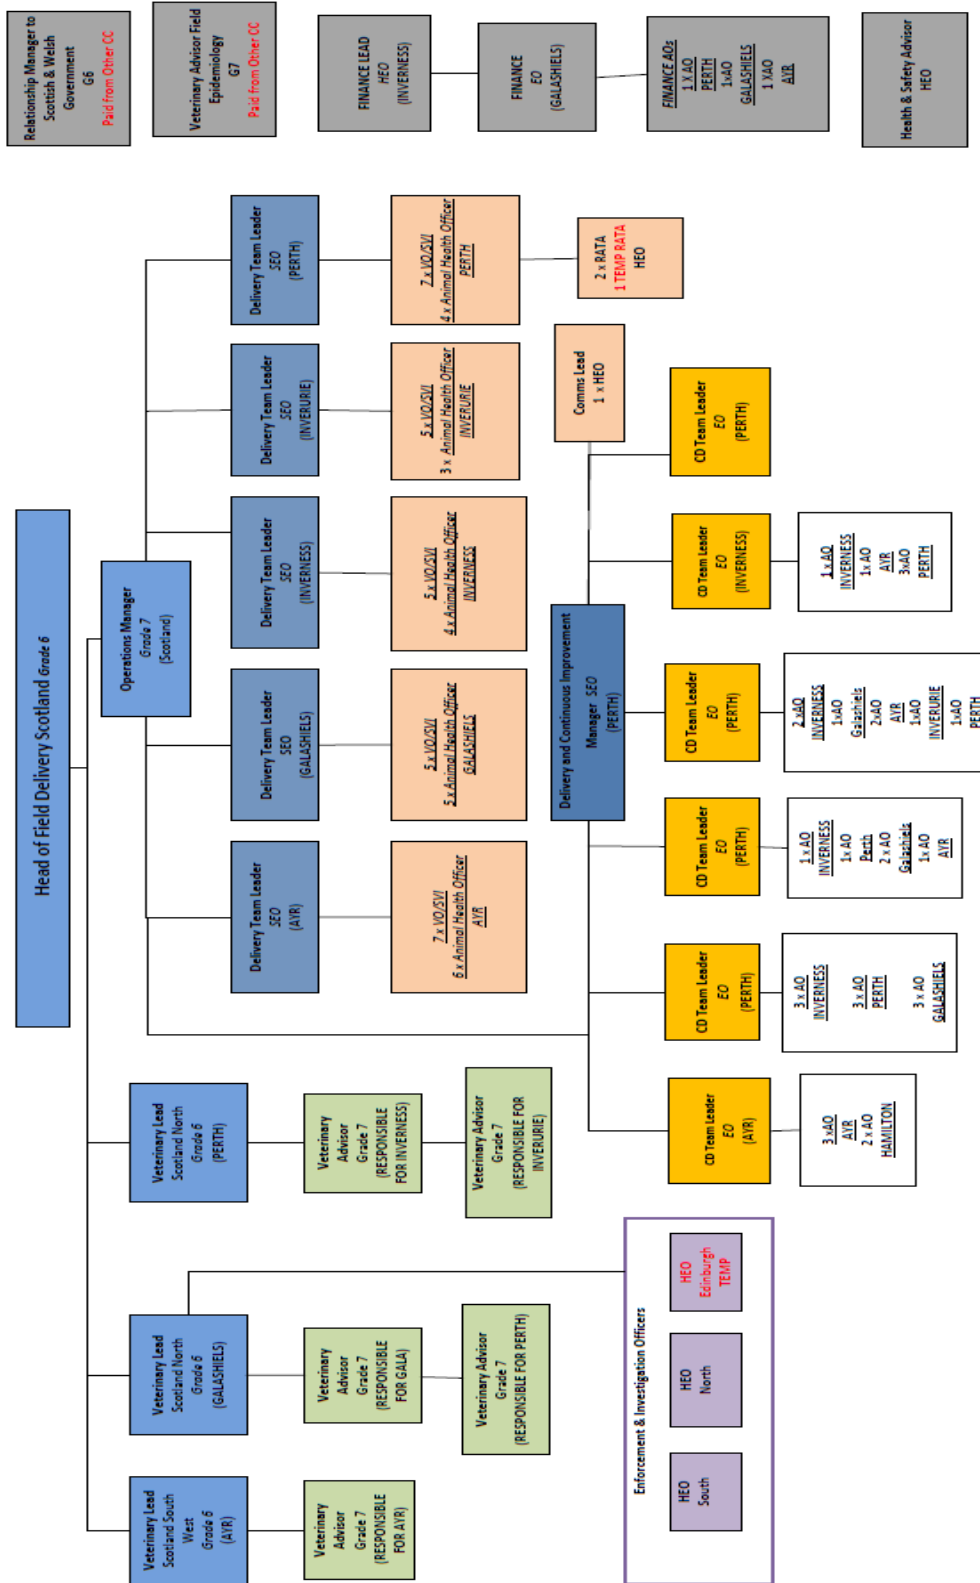 Head of Field Delivery Scotland Grade 6
Veterinary Lead
Scotland South
West
Grade 6
(AYR)
Veterinary
Advisor
Grade 7
(RESPONSIBLE
FOR AYR)
Veterinary Lead
Scotland North
Grade 6
(GALASHIELS)
Veterinary
Advisor
Grade 7
(RESPONSIBLE
FOR GALA)
Veterinary Advisor
Grade 7
(RESPONSIBLE FOR PERTH)
Enforcement & Investigation Officers
HEO
South
HEO
North
HEO
Edinburgh
TEMP
Veterinary Lead
Scotland North
Grade 6
(PERTH)
Veterinary
Advisor
Grade 7
(RESPONSIBLE
FOR INVERNESS)
Veterinary Advisor
Grade 7
(RESPONSIBLE FOR
INVERURIE)
Operations Manager
Grade 7
(Scotland)
Delivery Team Leader
SEO
(AYR)
7 x VO/SVI
6 x Animal Health Officer
AYR
Delivery Team Leader
SEO
(GALASHIELS)
5 x VO/SVI
5 x Animal Health Officer
GALASHIELS
Delivery Team Leader
SEO
(INVERNESS)
5 x VO/SVI
4 x Animal Health Officer
INVERNESS
Delivery Team Leader
SEO
(INVERURIE)
5 x VO/SVI
3 x Animal Health Officer
INVERURIE
Delivery Team Leader
SEO
(PERTH)
7 x VO/SVI
4 x Animal Health Officer
PERTH
2 x RATA
1 TEMP RATA
HEO
Delivery and Continuous Improvement
Manager SEO
(PERTH)
Comms Lead
1 x HEO
CD Team Leader
EO
(AYR)
3 xAO
AYR
2 x AO
HAMILTON
CD Team Leader
EO
(PERTH)
3 x AO
INVERNESS
3 x AO
PERTH
3 x AO
GALASHIELS
CD Team Leader
EO
(PERTH)
1 x AO
INVERNESS
1x AO
Perth
2 x AO
Galashiels
1x AO
AYR
CD Team Leader
EO
(PERTH)
2 xAO
INVERNESS
1xAO
Galashiels
2xAO
AYR
1xAO
INVERURIE
1xAO
PERTH
CD Team Leader
EO
(INVERNESS)
1 x AO
INVERNESS
1x AO
AYR
3xAO
PERTH
CD Team Leader
EO
(PERTH)
Relationship Manager to
Scottish & Welsh
Government
G6
Paid from Other CC
Veterinary Advisor Field
Epidemiology
G7
Paid from Other CC
FINANCE LEAD
HEO
(INVERNESS)
FINANCE
EO
(GALASHIELS)
FINANCE AOs
1 X AO
PERTH
1xAO
GALASHIELS
1 XAO
AYR
Health & Safety Advisor
HEO